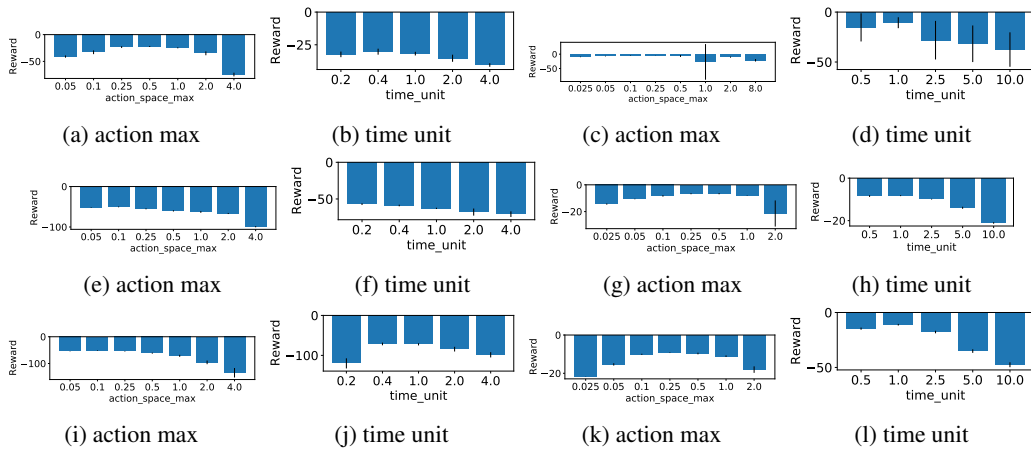 Reward
0
−50
0.05 0.1 0.25 0.5 1.0 2.0 4.0
action_space_max
(a) action max
Reward
0
−25
0.2 0.4 1.0 2.0 4.0
time_unit
(b) time unit
Reward
0
−50
0.025 0.05 0.1 0.25 0.5 1.0 2.0 8.0
action_space_max
(c) action max
Reward
0
−50
0.5 1.0 2.5 5.0 10.0
time_unit
(d) time unit
Reward
0
−100
0.05 0.1 0.25 0.5 1.0 2.0 4.0
action_space_max
(e) action max
Reward
0
−50
0.2 0.4 1.0 2.0 4.0
time_unit
(f) time unit
Reward
0
−20
0.025 0.05 0.1 0.25 0.5 1.0 2.0
action_space_max
(g) action max
Reward
0
−20
0.5 1.0 2.5 5.0 10.0
time_unit
(h) time unit
Reward
0
−100
0.05 0.1 0.25 0.5 1.0 2.0 4.0
action_space_max
(i) action max
Reward
0
−100
0.2 0.4 1.0 2.0 4.0
time_unit
(j) time unit
Reward
0
−20
0.025 0.05 0.1 0.25 0.5 1.0 2.0
action_space_max
(k) action max
Reward
0
−50
0.5 1.0 2.5 5.0 10.0
time_unit
(l) time unit